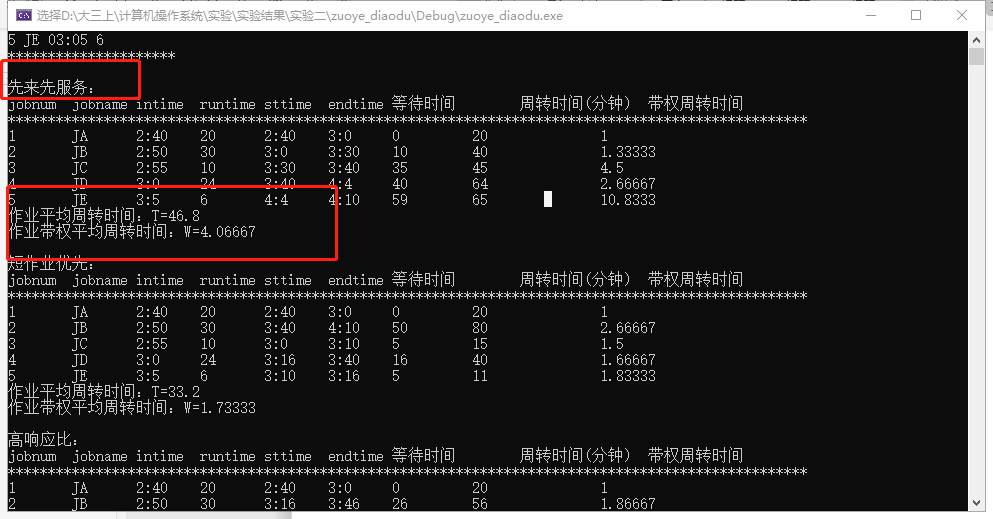 选择D:\大三上\计算机操作系统\实验\实验结果\实验二\zuoye_diaodu\Debug\zuoye_diaodu.exe
5 JE 03:05 6
*********************
先来先服务:
jobnum jobname intime runtime sttime endtime 等待时间 周转时间(分钟) 带权周转时间
****************************************************************************************************
1 JA 2:40 20 2:40 3:0 0 20 1
2 JB 2:50 30 3:0 3:30 10 40 1.33333
3 JC 2:55 10 3:30 3:40 35 45 4.5
4 JD 3:0 24 3:40 4:4 40 64 2.66667
5 JE 3:5 6 4:4 4:10 59 65 10.8333
作业平均周转时间: T=46.8
作业带权平均周转时间: W=4.06667
短作业优先:
jobnum jobname intime runtime sttime endtime 等待时间 周转时间(分钟) 带权周转时间
****************************************************************************************************
1 JA 2:40 20 2:40 3:0 0 20 1
2 JB 2:50 30 3:40 4:10 50 80 2.66667
3 JC 2:55 10 3:0 3:10 5 15 1.5
4 JD 3:0 24 3:16 3:40 16 40 1.66667
5 JE 3:5 6 3:10 3:16 5 11 1.83333
作业平均周转时间: T=33.2
作业带权平均周转时间: W=1.73333
高响应比:
jobnum jobname intime runtime sttime endtime 等待时间 周转时间(分钟) 带权周转时间
****************************************************************************************************
1 JA 2:40 20 2:40 3:0 0 20 1
2 JB 2:50 30 3:16 3:46 26 56 1.86667